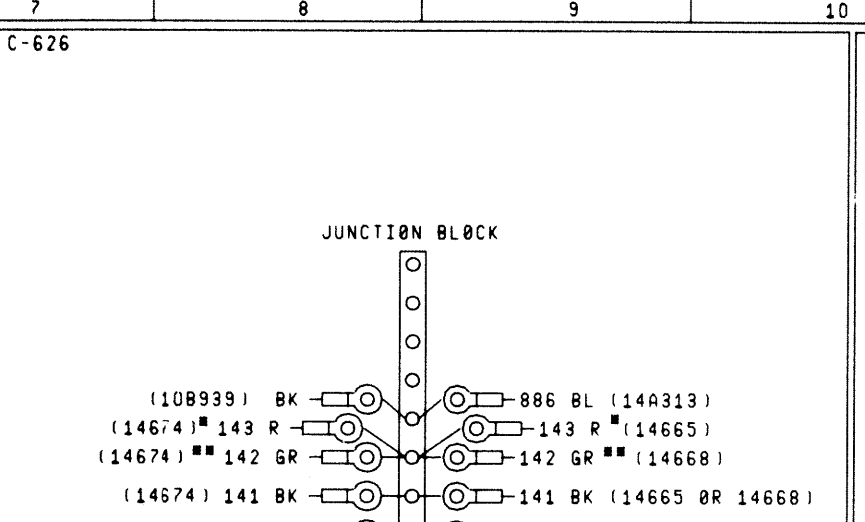 7 8 9 10
C-626
JUNCTION BLOCK
(10B939) BK 886 BL (14A313)
(14674)* 143 R 143 R *(14665)
(14674)** 142 GR 142 GR ** (14668)
(14674) 141 BK 141 BK (14665 OR 14668)